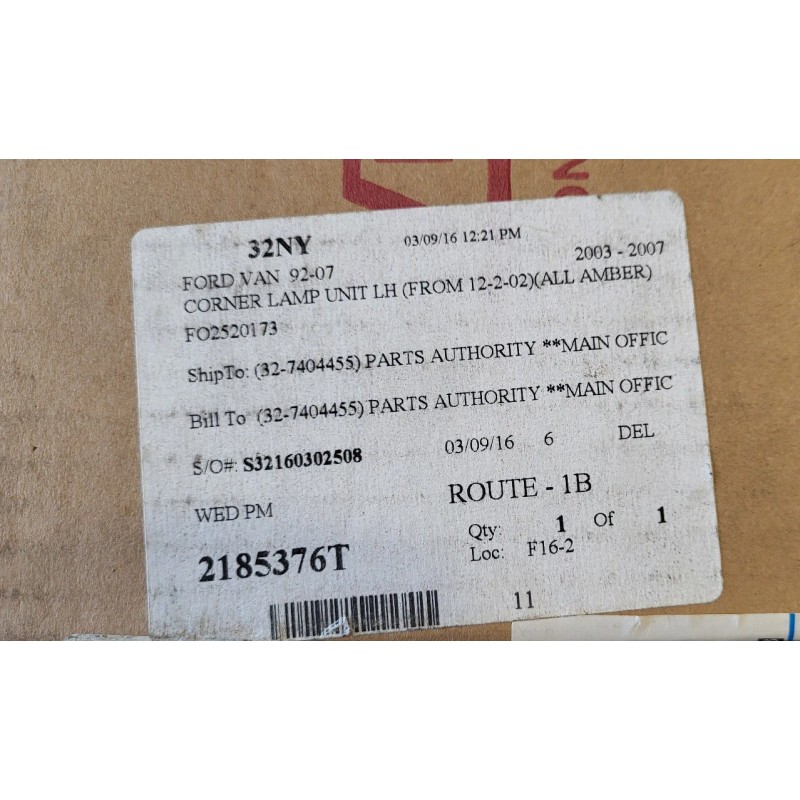 32NY 03/09/16 12:21 PM
FORD VAN 92-07 2003 - 2007
CORNER LAMP UNIT LH (FROM 12-2-02)(ALL AMBER)
FO2520173
ShipTo: (32-7404455) PARTS AUTHORITY **MAIN OFFIC
Bill To (32-7404455) PARTS AUTHORITY **MAIN OFFIC
S/O#: S32160302508 03/09/16 6 DEL
WED PM ROUTE - 1B
Qty: 1 Of 1
2185376T Loc: F16-2
11